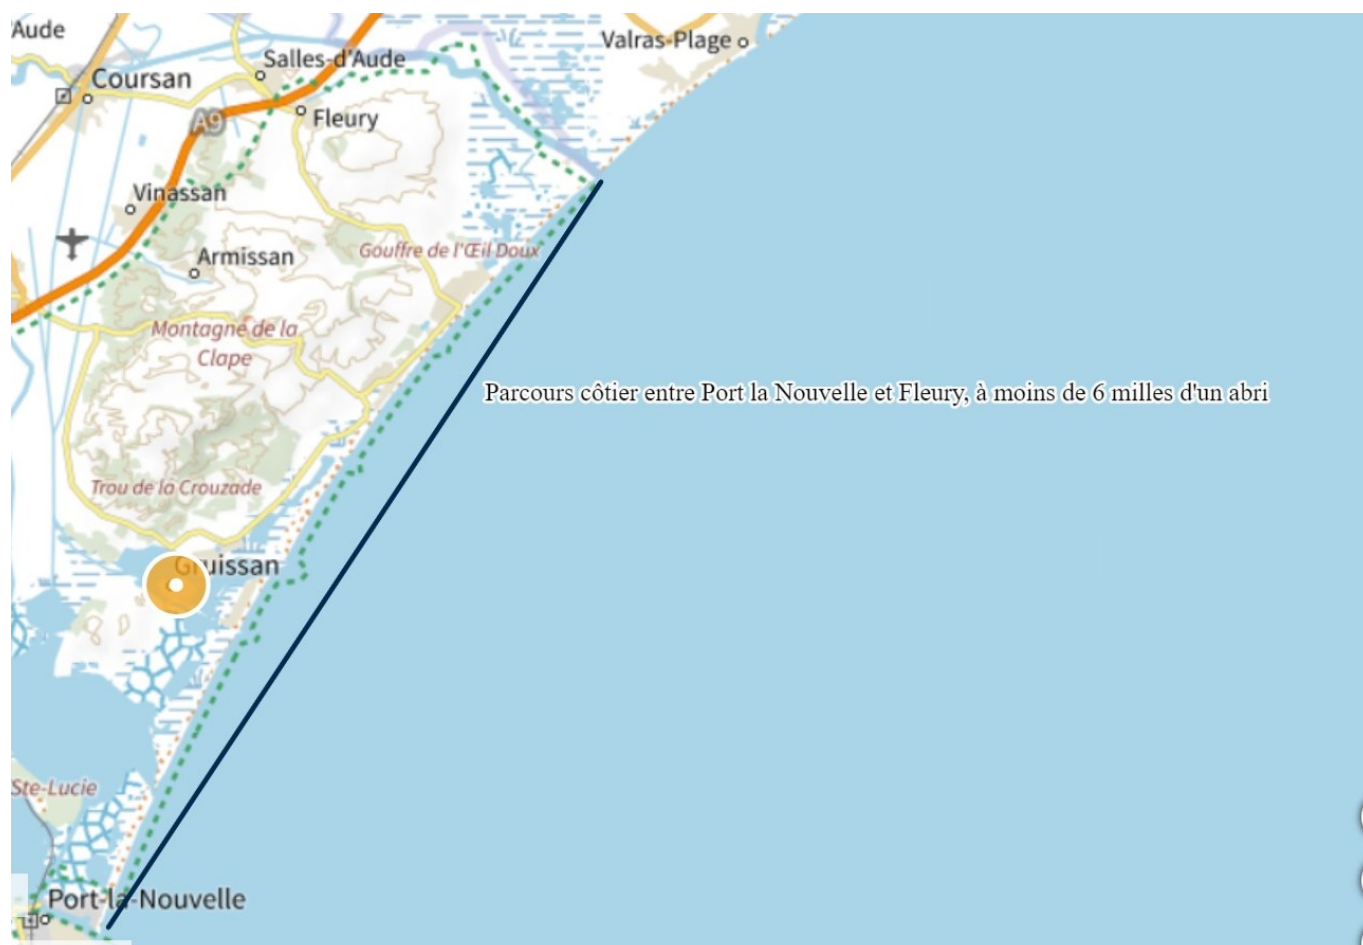 Aude
Valras-Plage
Salles-d'Aude
Coursan
Fleury
A9
Vinassan
Armissan
Gouffre de l'Œil Doux
Montagne de la
Clape
Parcours côtier entre Port la Nouvelle et Fleury, à moins de 6 milles d'un abri
Trou de la Crouzade
Gruissan
Ste-Lucie
Port-la-Nouvelle